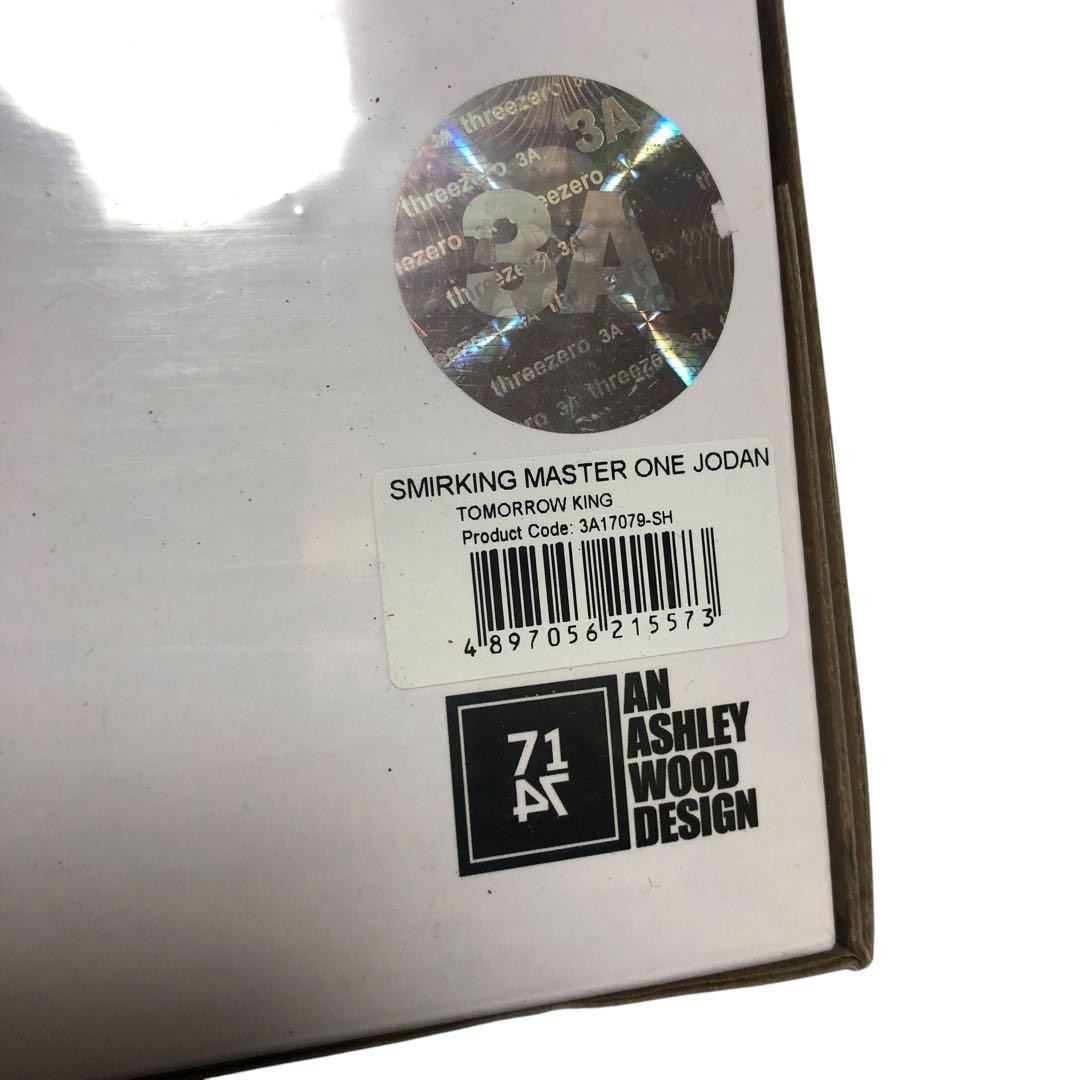 threezero
3A
threezero 3A
3A
threezero 3A
threezero
SMIRKING MASTER ONE JODAN
TOMORROW KING
Product Code: 3A17079-SH
4 897056 215573
71
74
AN
ASHLEY
WOOD
DESIGN